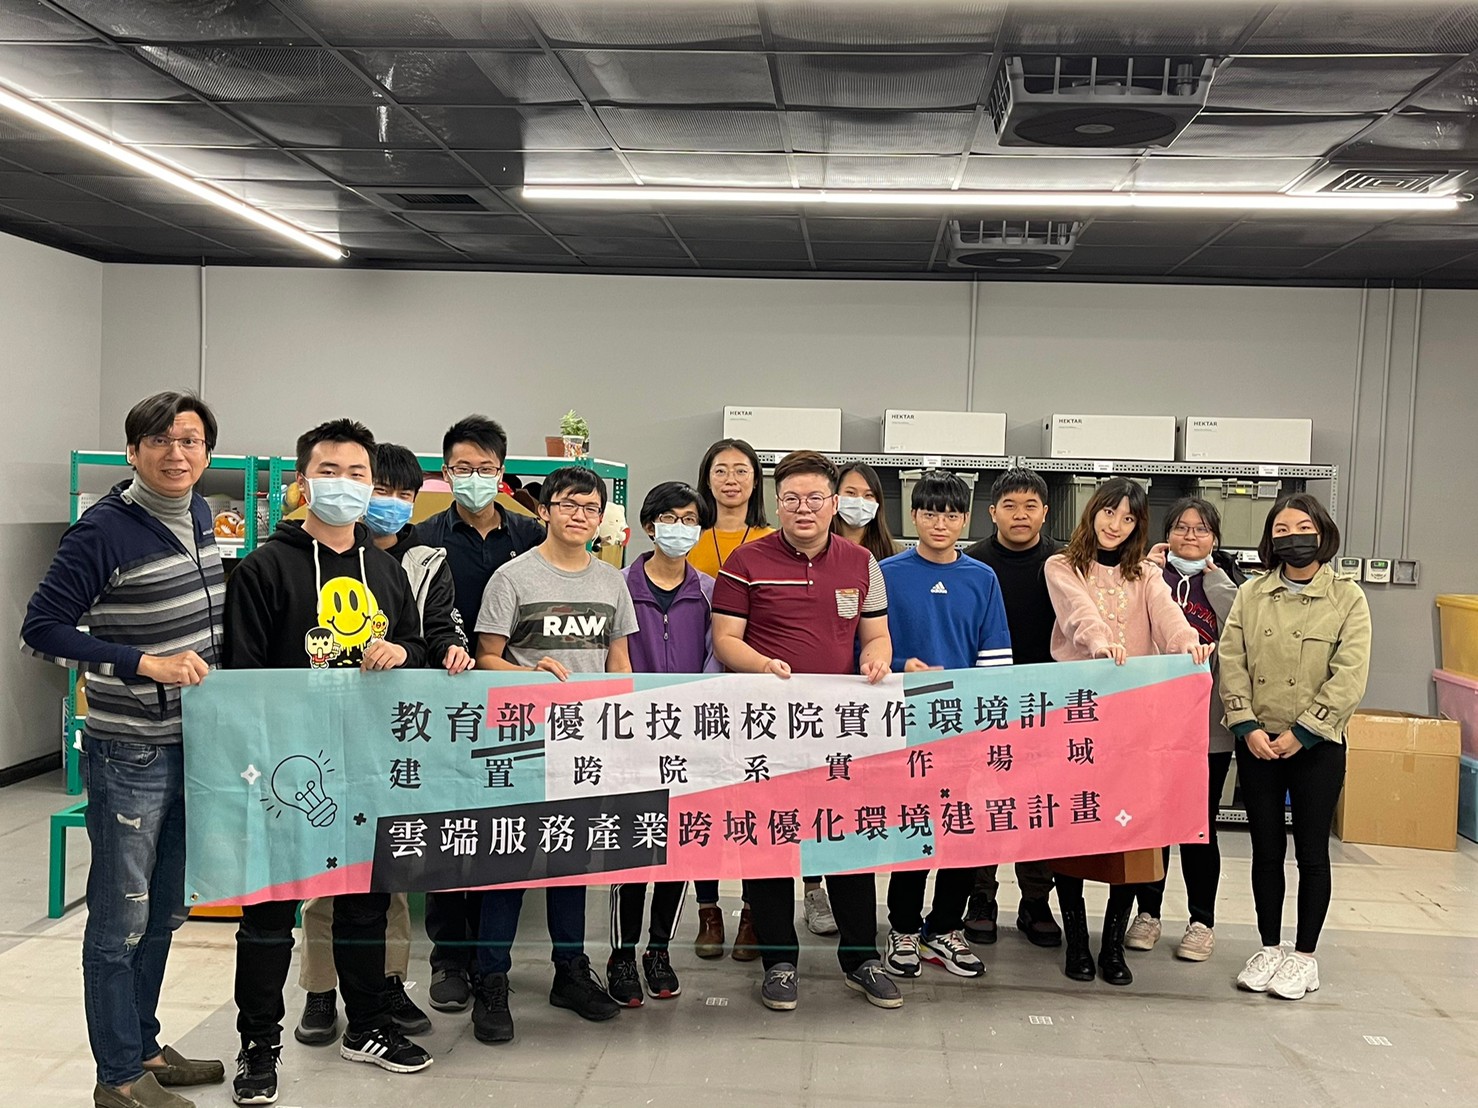 HEKTAR
HEKTAR
HEKTAR
HEKTAR
RAW
adidas
教育部優化技職校院實作環境計畫
建置跨院系實作場域
雲端服務產業跨域優化環境建置計畫